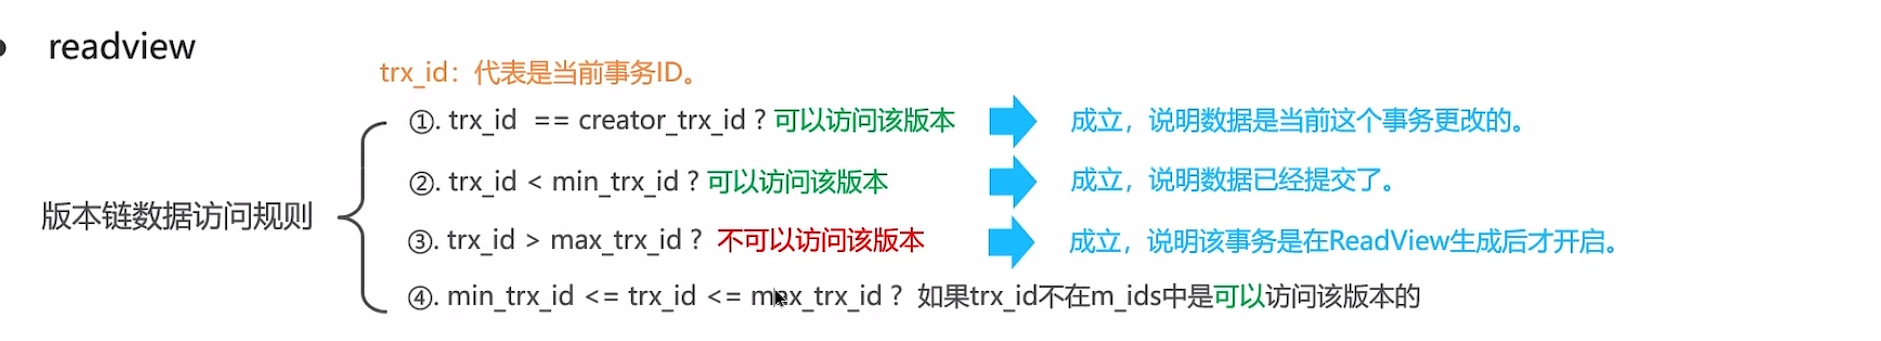 readview
trx_id：代表是当前事务ID。
①. trx_id == creator_trx_id ? 可以访问该版本 成立，说明数据是当前这个事务更改的。
②. trx_id < min_trx_id ? 可以访问该版本 成立，说明数据已经提交了。
版本链数据访问规则
③. trx_id > max_trx_id ? 不可以访问该版本 成立，说明该事务是在ReadView生成后才开启。
④. min_trx_id <= trx_id <= max_trx_id ? 如果trx_id不在m_ids中是可以访问该版本的